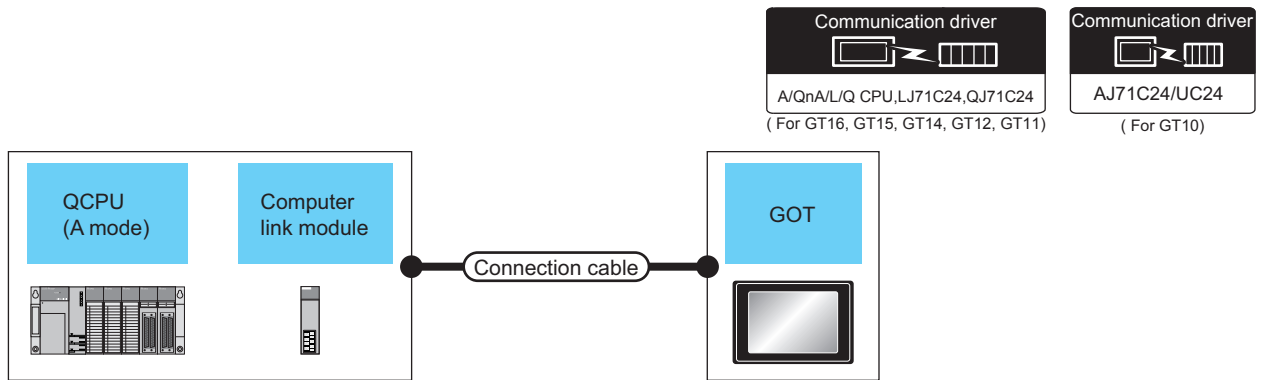 Communication driver
A/QnA/L/Q CPU,LJ71C24,QJ71C24
( For GT16, GT15, GT14, GT12, GT11)
Communication driver
AJ71C24/UC24
( For GT10)
QCPU
(A mode)
Computer
link module
Connection cable
GOT